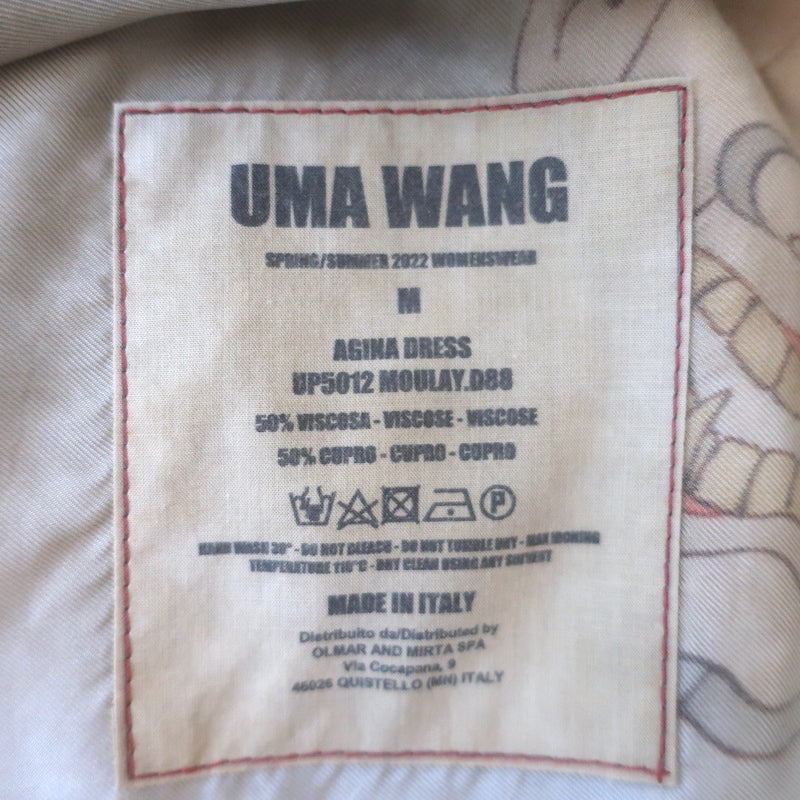 UMA WANG
SPRING/SUMMER 2022 WOMENSWEAR
M
AGINA DRESS
UP5012 MOULAY.D88
50% VISCOSA - VISCOSE - VISCOSE
50% CUPRO - CUPRO - CUPRO
P
HAND WASH 30° - DO NOT BLEACH - DO NOT TUMBLE DRY - MAX IRONING
TEMPERATURE 110°C - DRY CLEAN USING ANY SOLVENT
MADE IN ITALY
Distribuito da/Distributed by
OLMAR AND MIRTA SPA
Via Cocapana, 9
46026 QUISTELLO (MN) ITALY